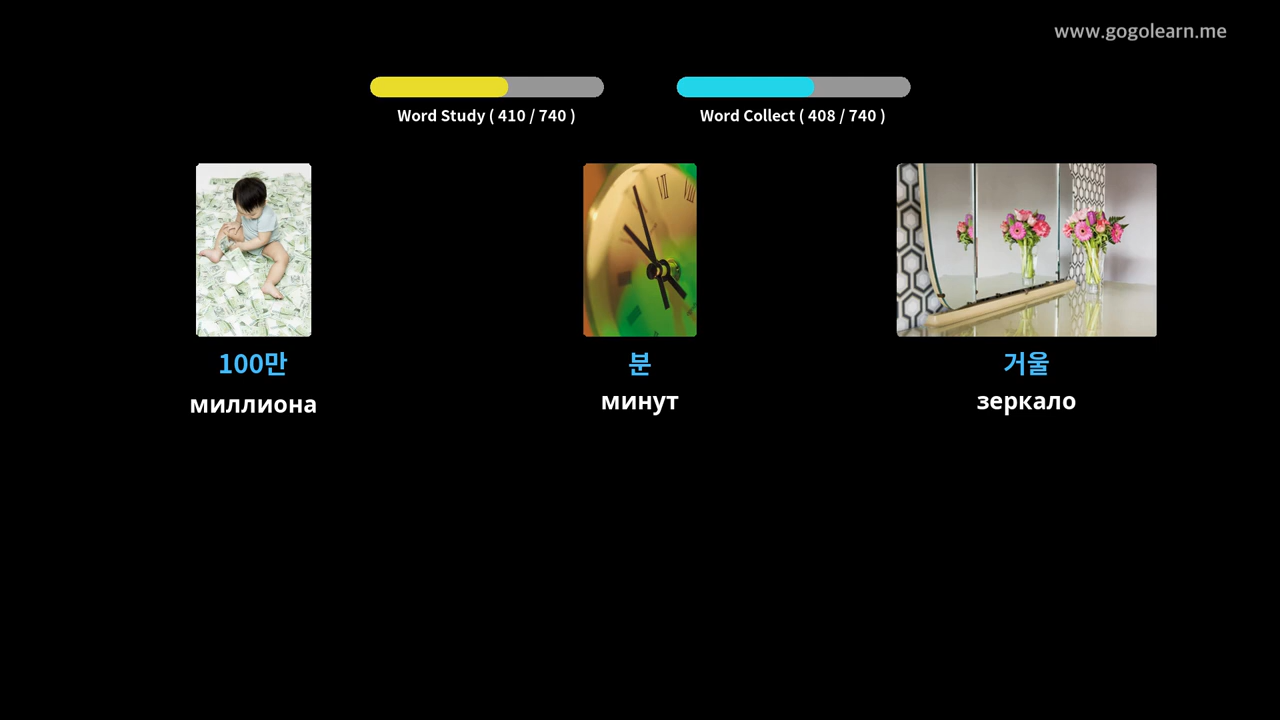 www.gogolearn.me
Word Study ( 410 / 740 )
Word Collect ( 408 / 740 )
100만
миллиона
분
минут
거울
зеркало